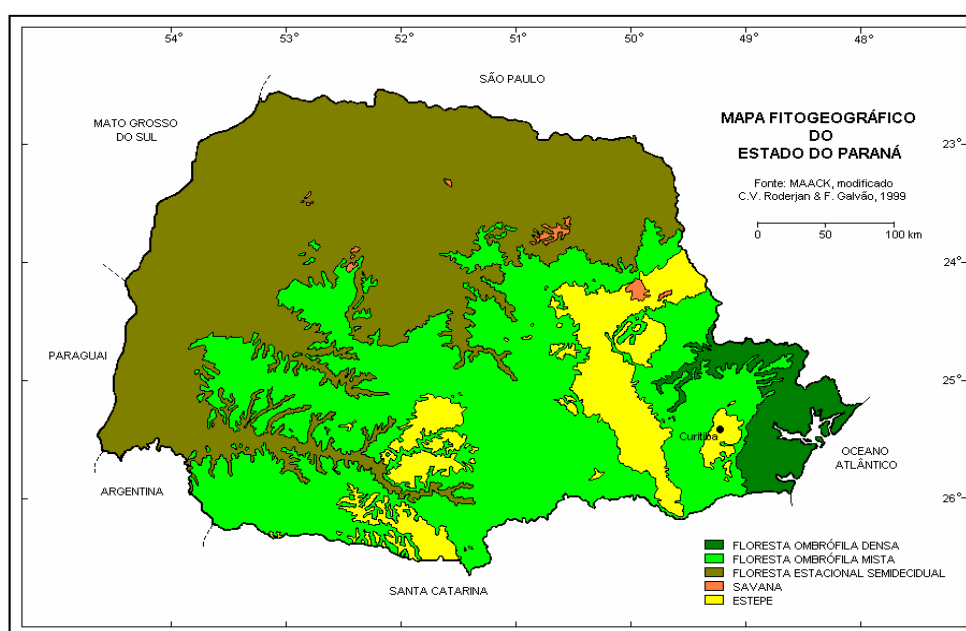 54° 53° 52° 51° 50° 49° 48°
SÃO PAULO
MATO GROSSO
DO SUL
MAPA FITOGEOGRÁFICO
DO
ESTADO DO PARANÁ
23°
Fonte: MAACK, modificado
C.V. Roderjan & F. Galvão, 1999
0 50 100 km
24°
PARAGUAI
25°
Curitiba
OCEANO
ATLÂNTICO
ARGENTINA
26°
FLORESTA OMBRÓFILA DENSA
FLORESTA OMBRÓFILA MISTA
FLORESTA ESTACIONAL SEMIDECIDUAL
SAVANA
ESTEPE
SANTA CATARINA